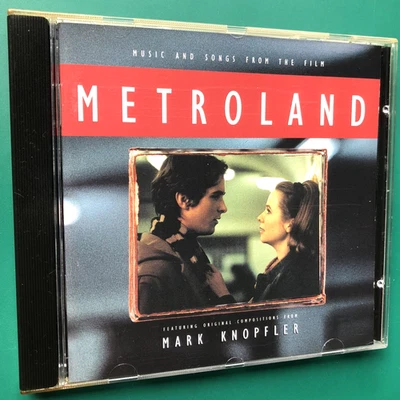 MUSIC AND SONGS FROM THE FILM
METROLAND
FEATURING ORIGINAL COMPOSITIONS FROM
MARK KNOPFLER